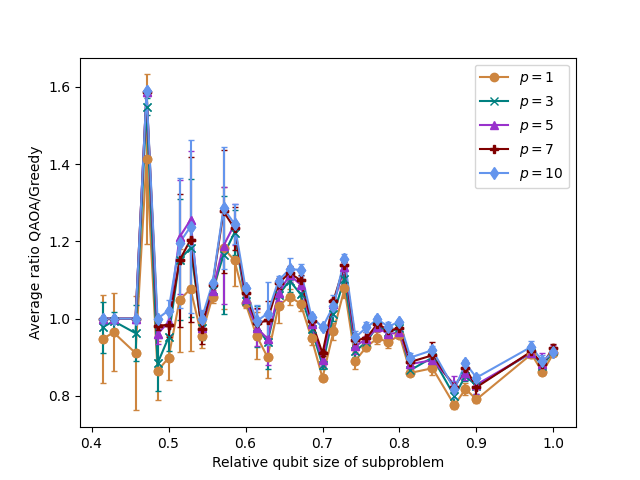 1.6
1.4
1.2
1.0
0.8
Average ratio QAOA/Greedy
p = 1
p = 3
p = 5
p = 7
p = 10
0.4 0.5 0.6 0.7 0.8 0.9 1.0
Relative qubit size of subproblem